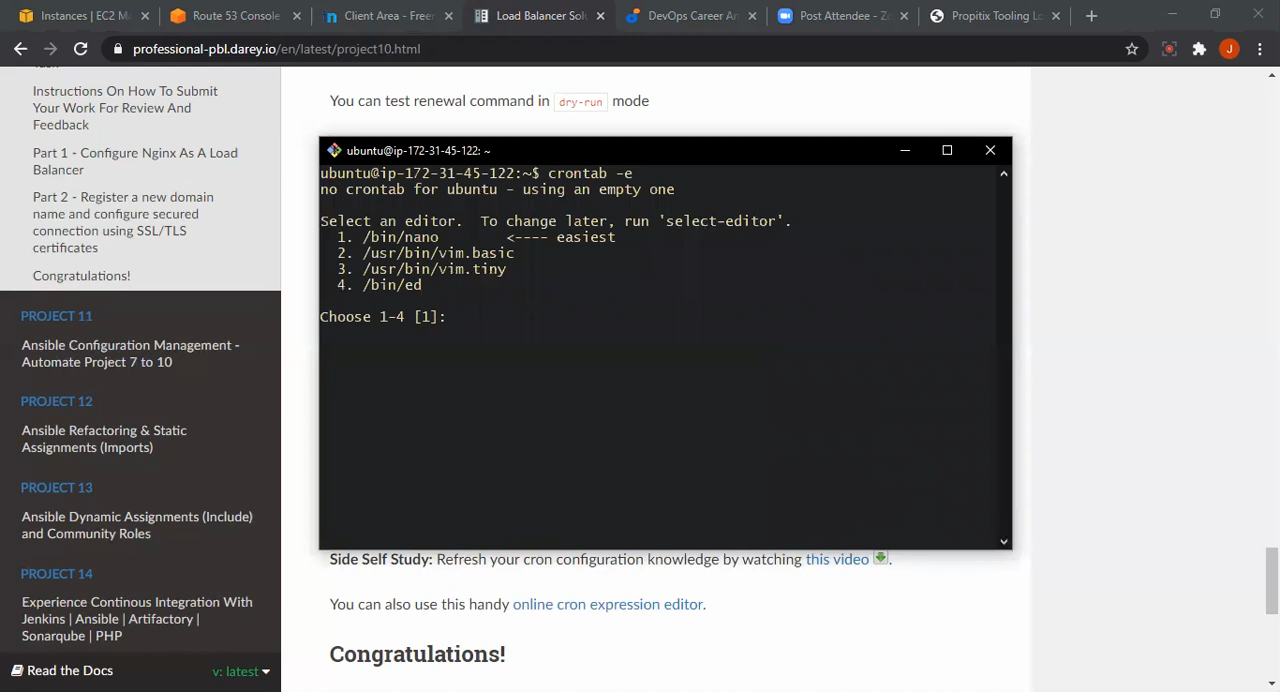 Instances | EC2 Ma
Route 53 Console
Client Area - Freen
Load Balancer Solu
DevOps Career An
Post Attendee - Zo
Propitix Tooling Lo
professional-pbl.darey.io/en/latest/project10.html
J
Task
Instructions On How To Submit
Your Work For Review And
Feedback
Part 1 - Configure Nginx As A Load
Balancer
Part 2 - Register a new domain
name and configure secured
connection using SSL/TLS
certificates
Congratulations!
PROJECT 11
Ansible Configuration Management -
Automate Project 7 to 10
PROJECT 12
Ansible Refactoring & Static
Assignments (Imports)
PROJECT 13
Ansible Dynamic Assignments (Include)
and Community Roles
PROJECT 14
Experience Continous Integration With
Jenkins | Ansible | Artifactory |
Sonarqube | PHP
Read the Docs
v: latest
You can test renewal command in dry-run mode
ubuntu@ip-172-31-45-122: ~
ubuntu@ip-172-31-45-122:~$ crontab -e
no crontab for ubuntu - using an empty one
Select an editor.  To change later, run 'select-editor'.
1. /bin/nano        <---- easiest
2. /usr/bin/vim.basic
3. /usr/bin/vim.tiny
4. /bin/ed
Choose 1-4 [1]:
Side Self Study: Refresh your cron configuration knowledge by watching this video.
You can also use this handy online cron expression editor.
Congratulations!